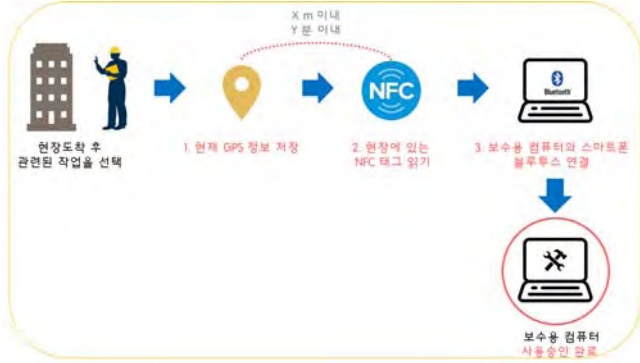 X m 이내
Y 분 이내
NFC
Bluetooth
현장도착 후
관련된 작업을 선택
1. 현재 GPS 정보 저장
2. 현장에 있는
NFC 태그 읽기
3. 보수용 컴퓨터와 스마트폰
블루투스 연결
보수용 컴퓨터
사용승인 완료